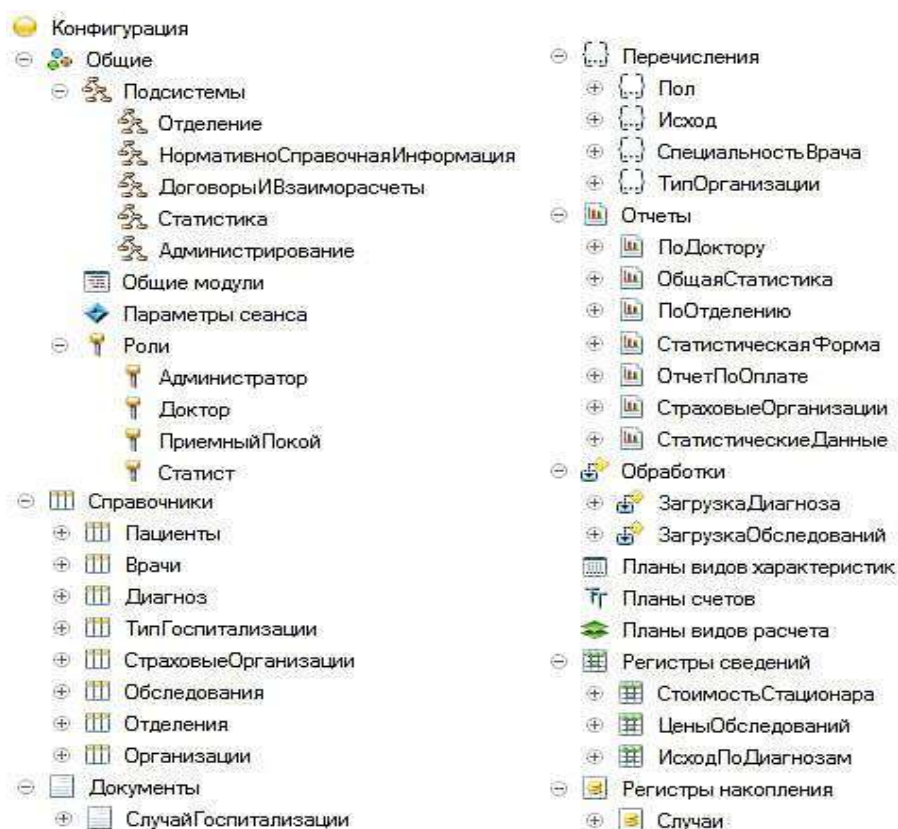 Конфигурация
Общие
Подсистемы
Отделение
НормативноСправочнаяИнформация
ДоговорыИВзаиморасчеты
Статистика
Администрирование
Общие модули
Параметры сеанса
Роли
Администратор
Доктор
ПриемныйПокой
Статист
Справочники
Пациенты
Врачи
Диагноз
ТипГоспитализации
СтраховыеОрганизации
Обследования
Отделения
Организации
Документы
СлучайГоспитализации
Перечисления
Пол
Исход
СпециальностьВрача
ТипОрганизации
Отчеты
ПоДоктору
ОбщаяСтатистика
ПоОтделению
СтатистическаяФорма
ОтчетПоОплате
СтраховыеОрганизации
СтатистическиеДанные
Обработки
ЗагрузкаДиагноза
ЗагрузкаОбследований
Планы видов характеристик
Планы счетов
Планы видов расчета
Регистры сведений
СтоимостьСтационара
ЦеныОбследований
ИсходПоДиагнозам
Регистры накопления
Случаи